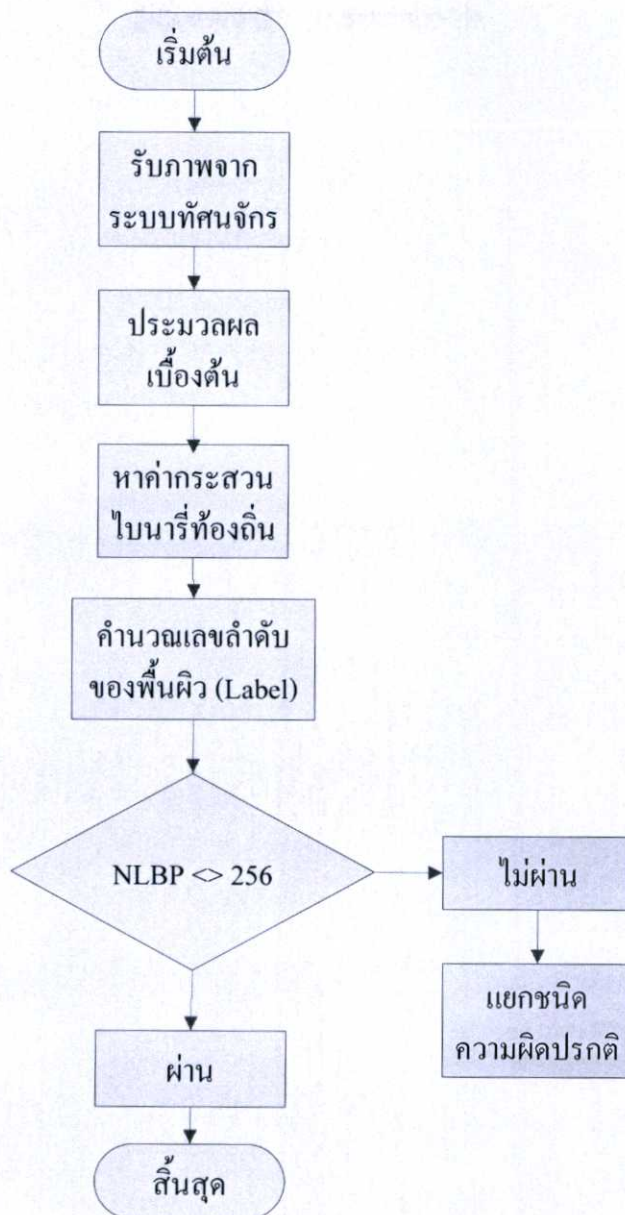 เริ่มต้น
รับภาพจาก
ระบบทัศนจักร
ประมวลผล
เบื้องต้น
หาค่ากระสวน
ไบนารี่ท้องถิ่น
คำนวณเลขลำดับ
ของพื้นผิว (Label)
NLBP <> 256
ไม่ผ่าน
แยกชนิด
ความผิดปรกติ
ผ่าน
สิ้นสุด